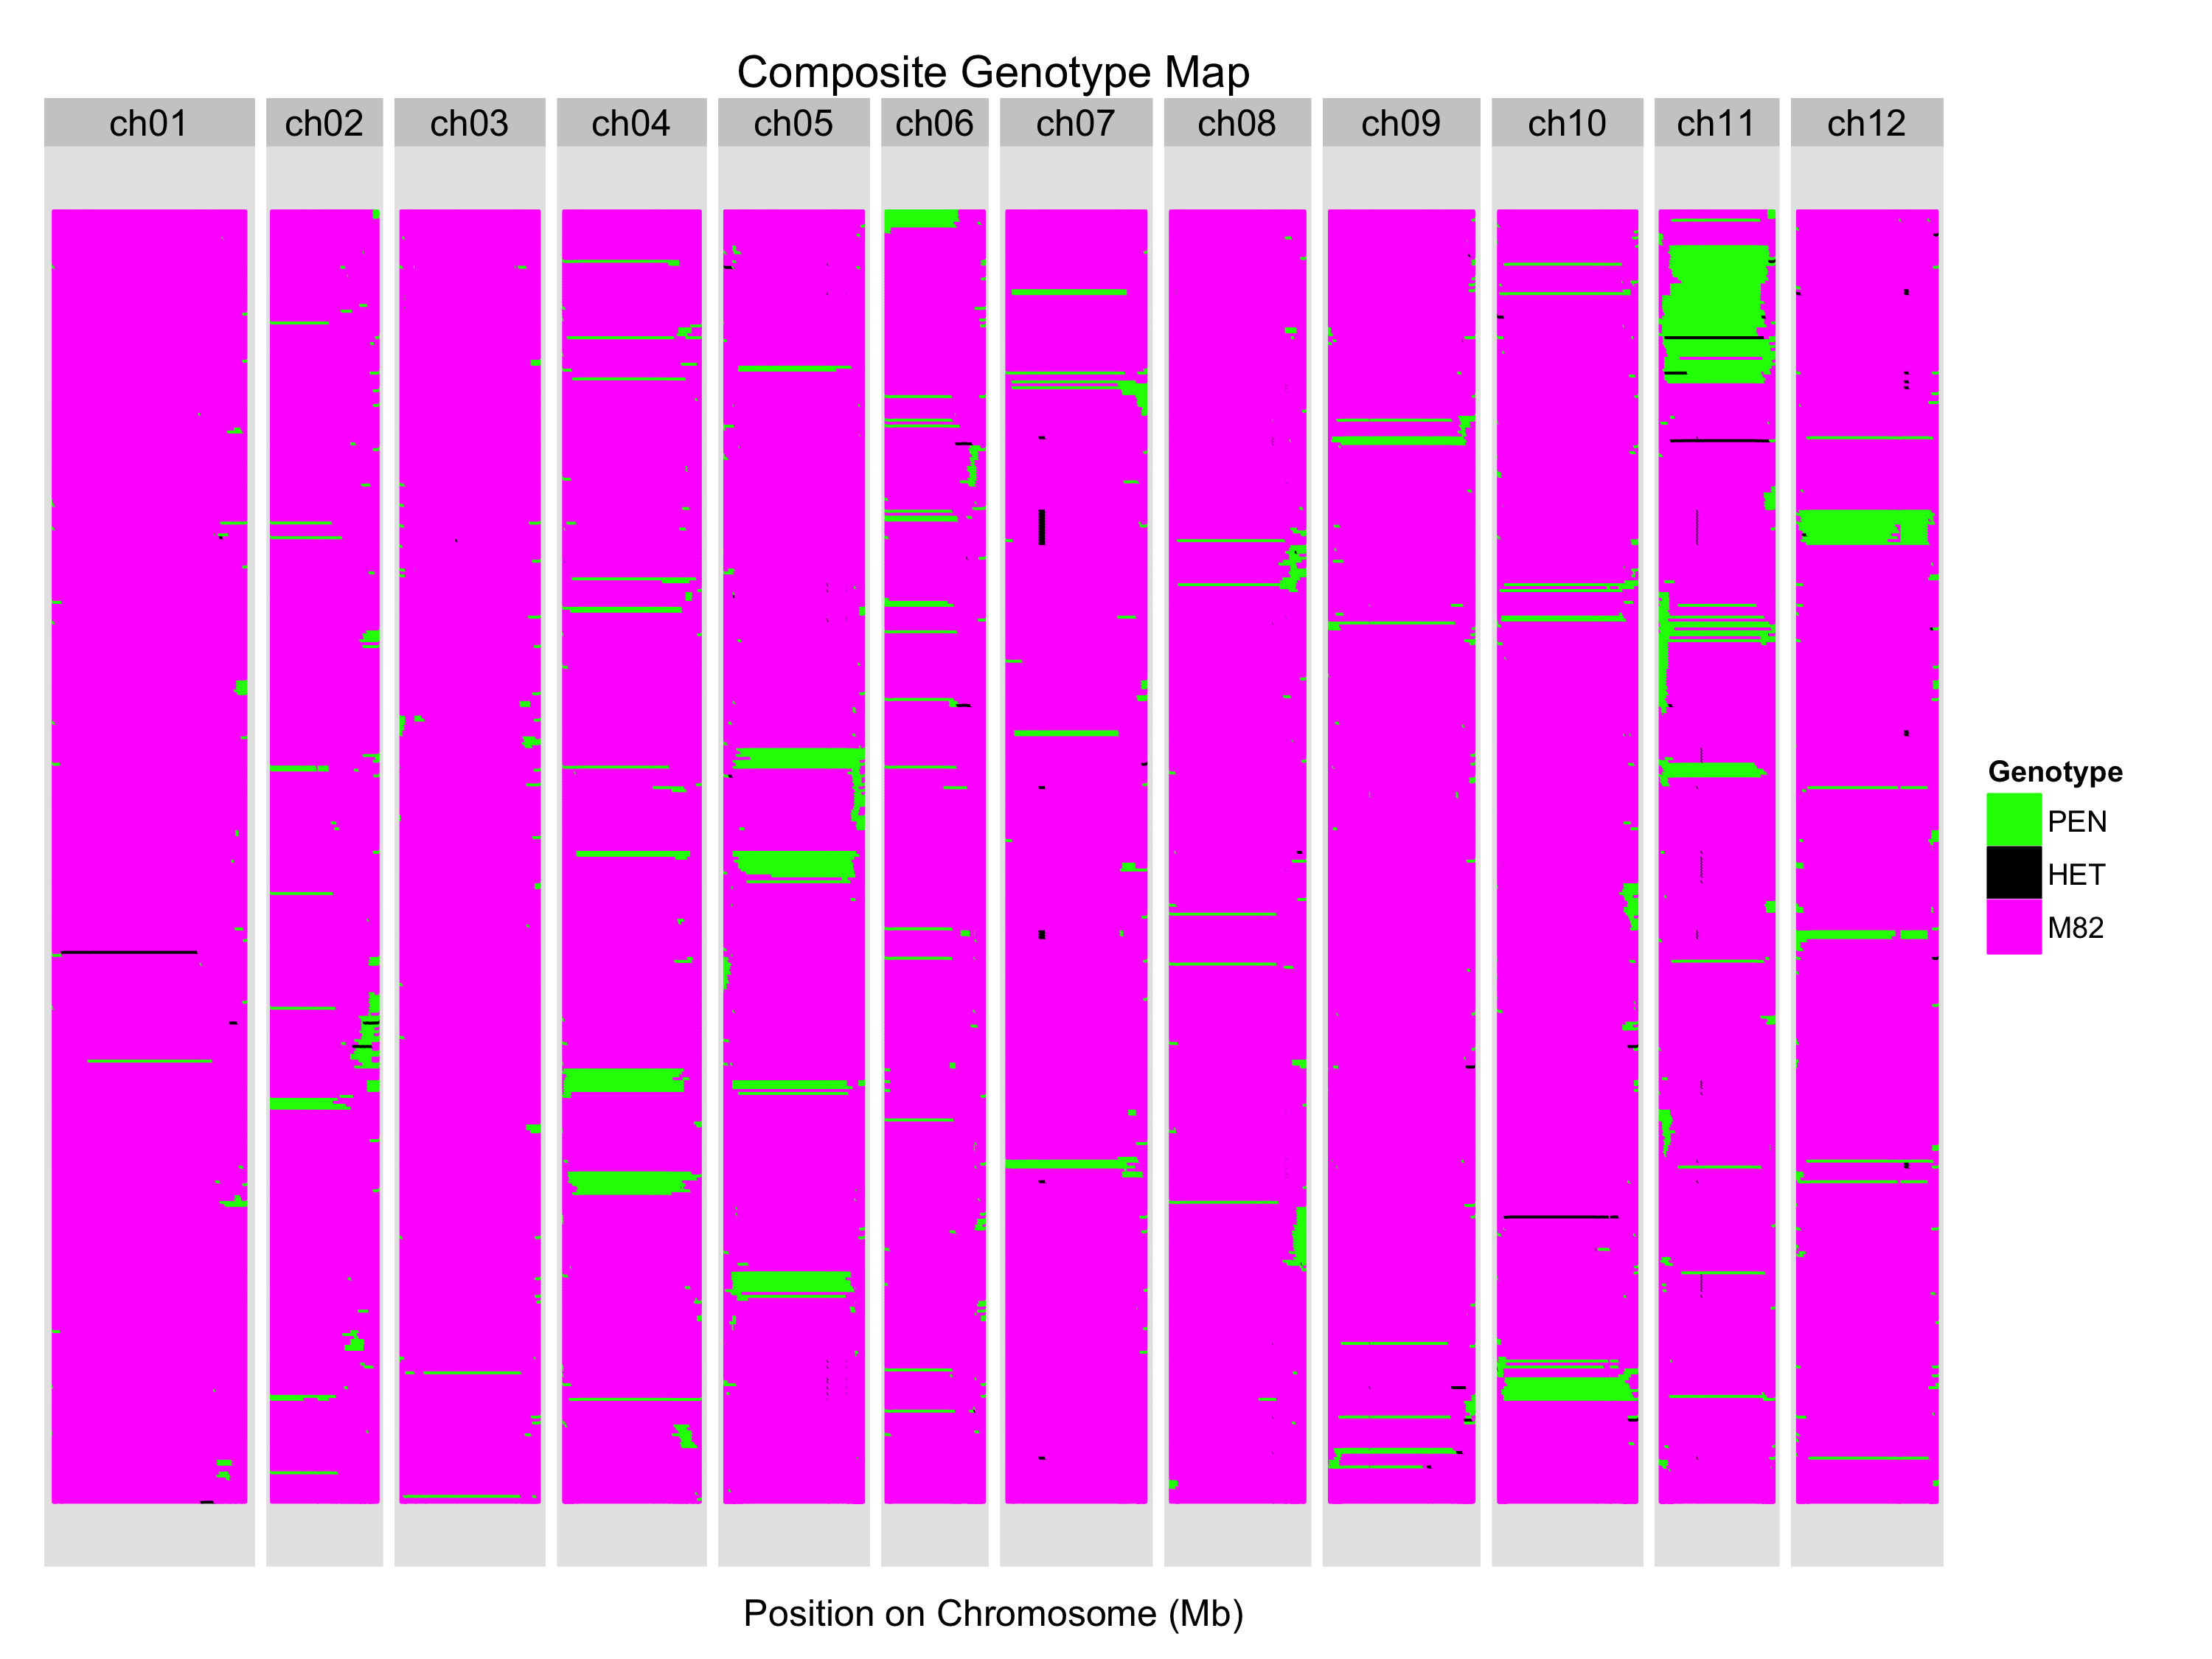 Composite Genotype Map
ch01 ch02 ch03 ch04 ch05 ch06 ch07 ch08 ch09 ch10 ch11 ch12
Genotype
PEN
HET
M82
Position on Chromosome (Mb)